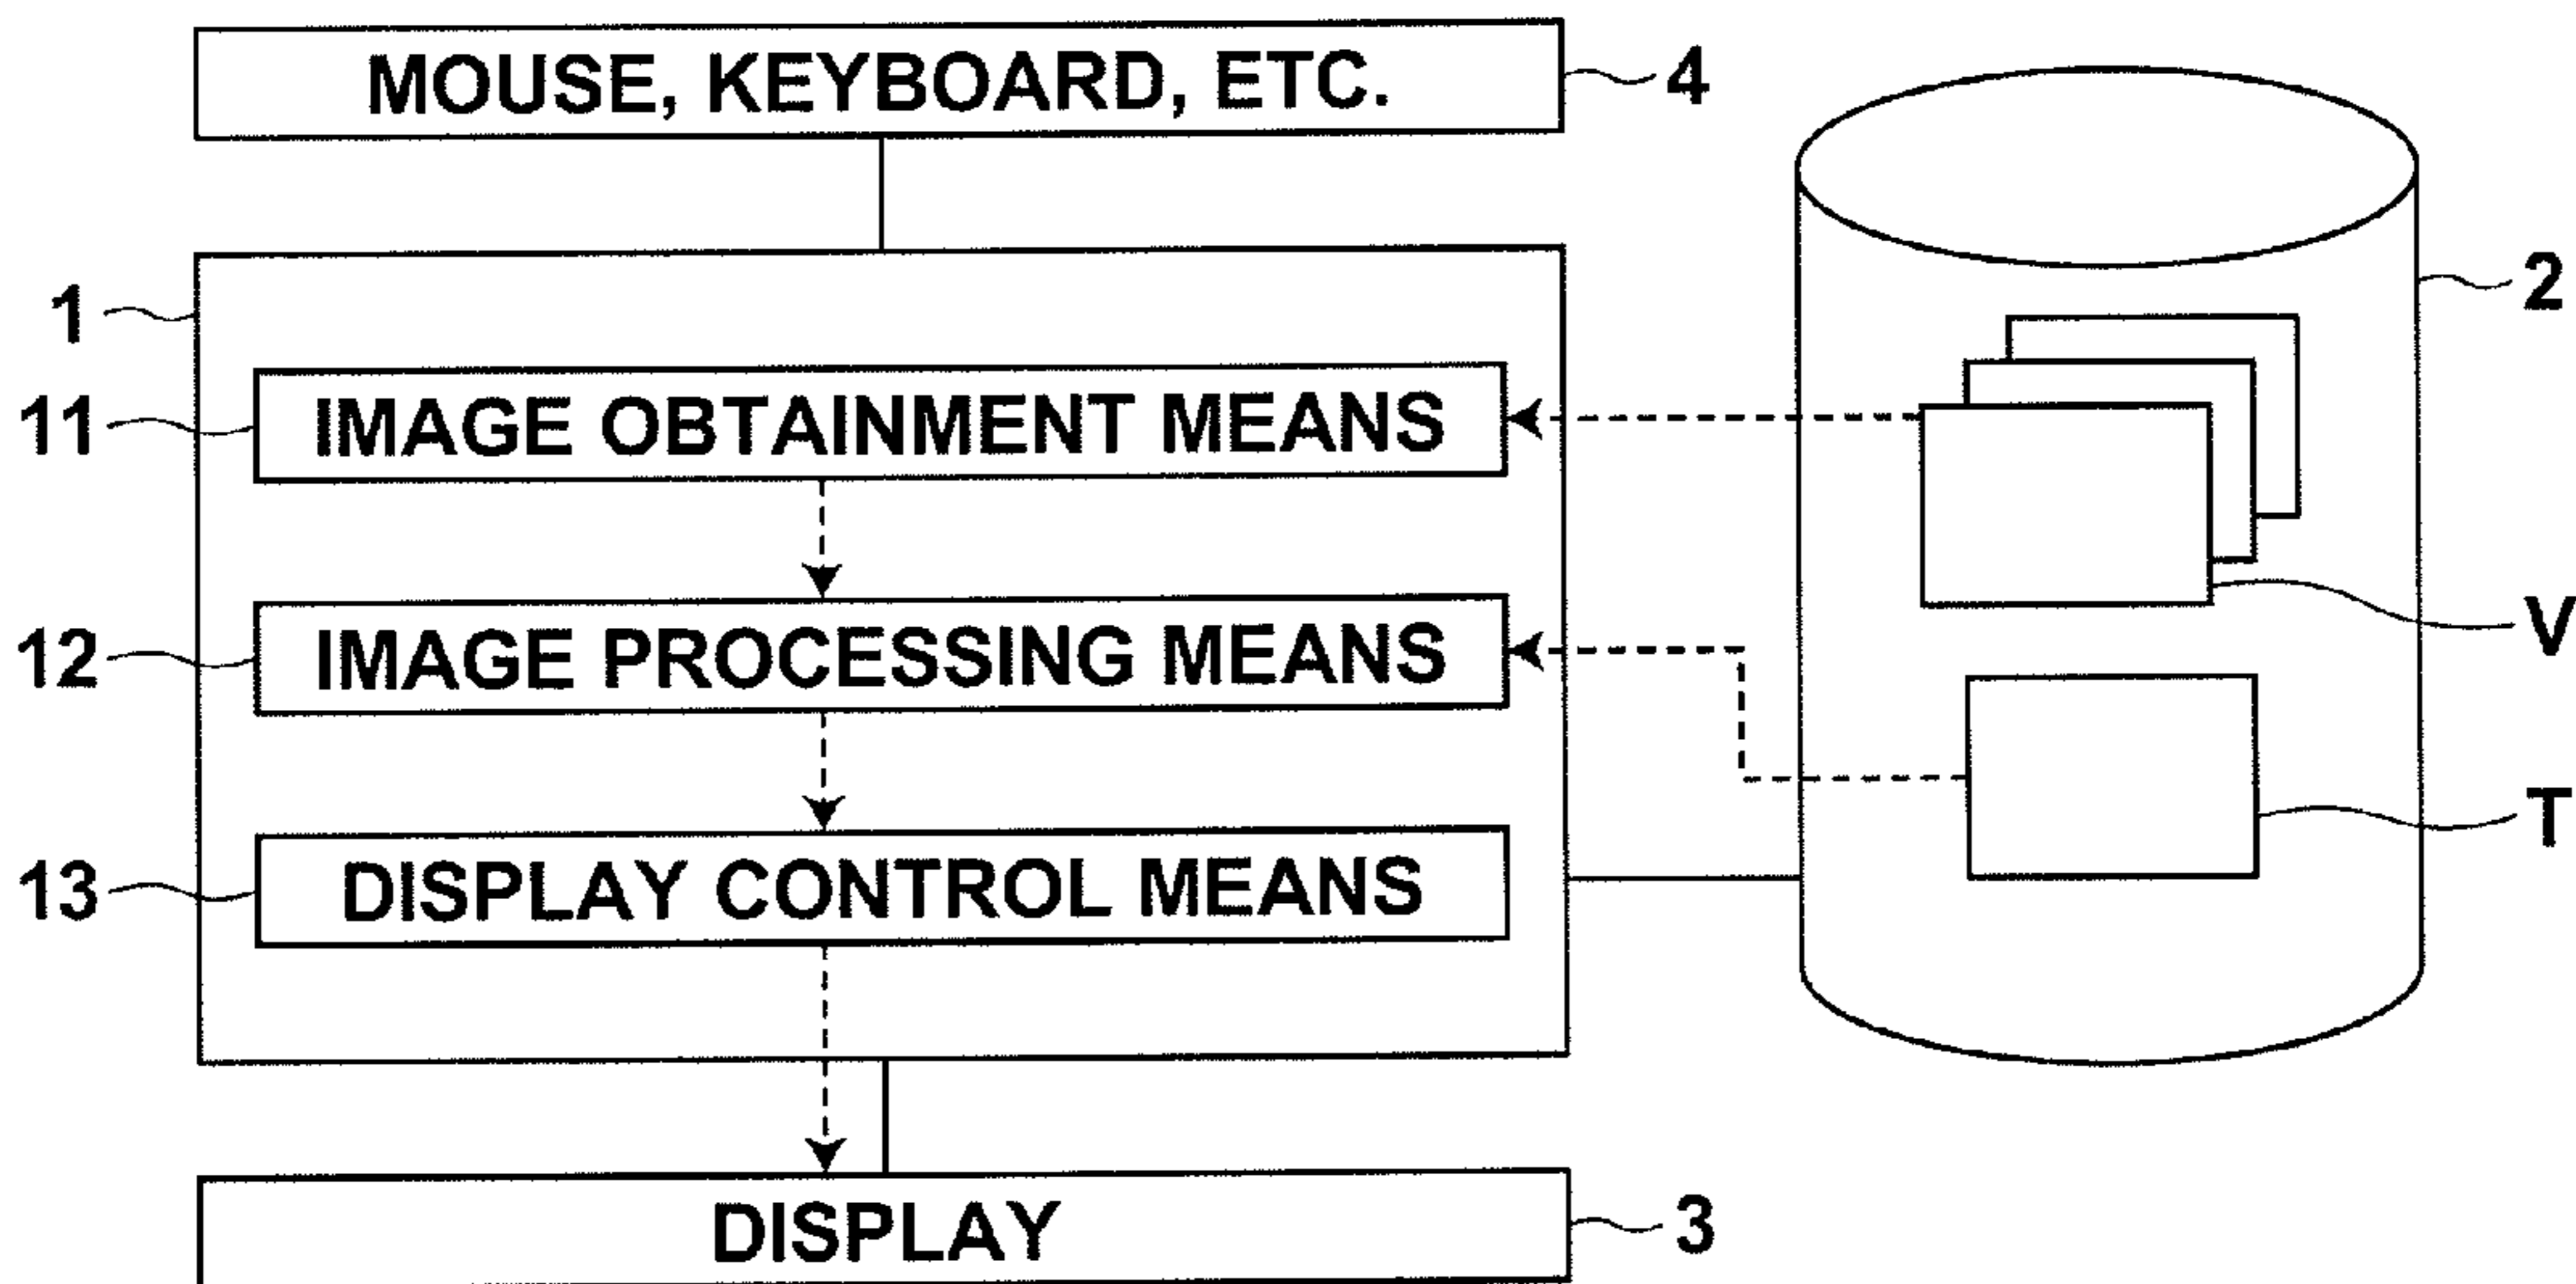 MOUSE, KEYBOARD, ETC.
4
2
1
11
IMAGE OBTAINMENT MEANS
12
IMAGE PROCESSING MEANS
V
13
DISPLAY CONTROL MEANS
T
DISPLAY
3